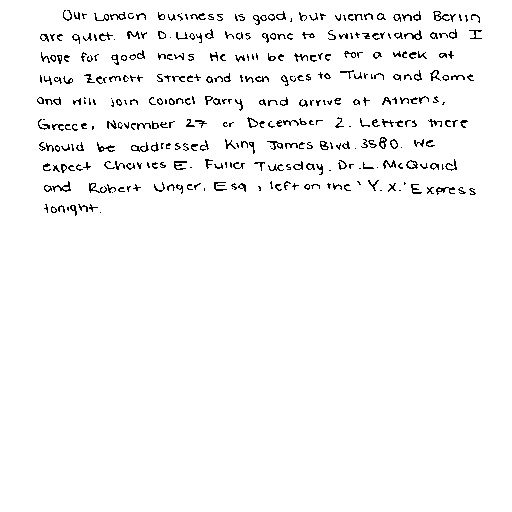 Our London business is good, but vienna and Berlin
are quiet. Mr D. Lloyd has gone to Switzerland and I
hope for good news He will be there for a week at
1496 Zermott Street and then goes to Turin and Rome
and will join Colonel Parry and arrive at Athens,
Greece, November 27 or December 2. Letters there
should be addressed King James Blvd. 3580. We
expect Charles E. Fuller Tuesday. Dr. L. McQuaid
and Robert Unger, Esq., left on the 'Y. X.' Express
tonight.